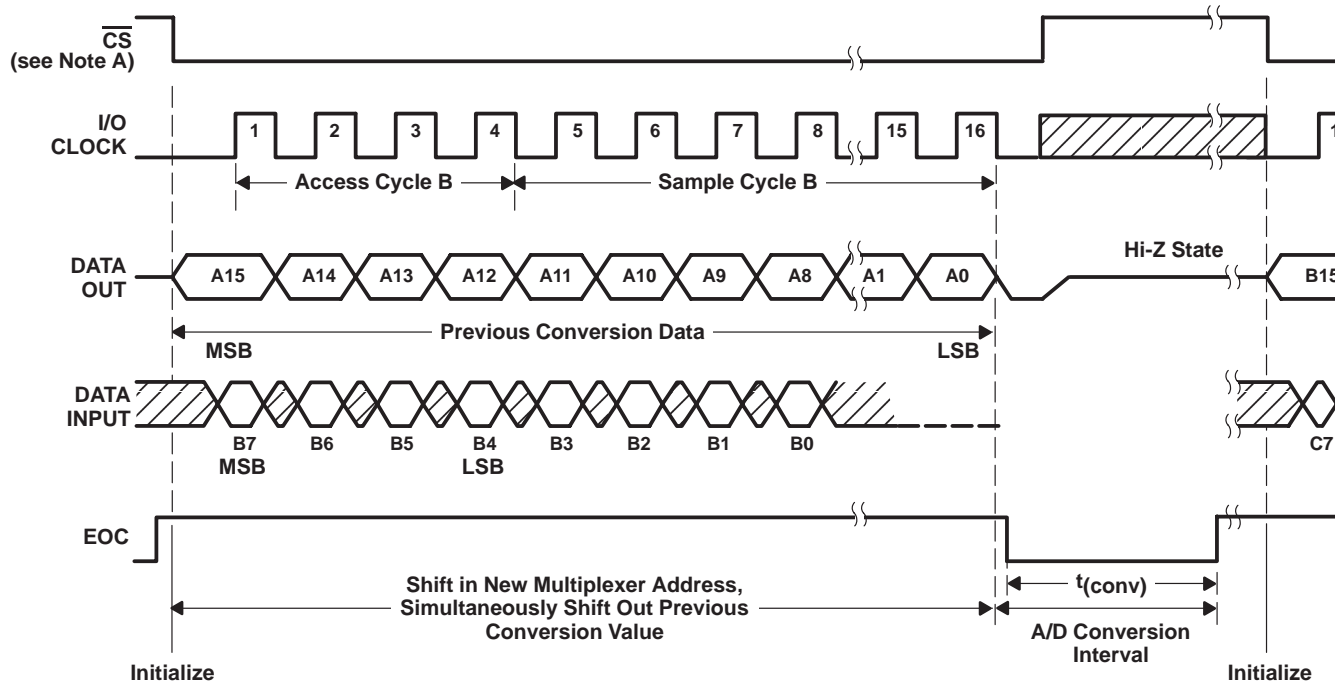 CS
(see Note A)
I/O
CLOCK
1 2 3 4 5 6 7 8 15 16 1
Access Cycle B
Sample Cycle B
Hi-Z State
DATA
OUT
A15 A14 A13 A12 A11 A10 A9 A8 A1 A0 B15
Previous Conversion Data
MSB
LSB
DATA
INPUT
B7 B6 B5 B4 B3 B2 B1 B0 C7
MSB
LSB
EOC
Shift in New Multiplexer Address,
Simultaneously Shift Out Previous
Conversion Value
t(conv)
A/D Conversion
Interval
Initialize
Initialize